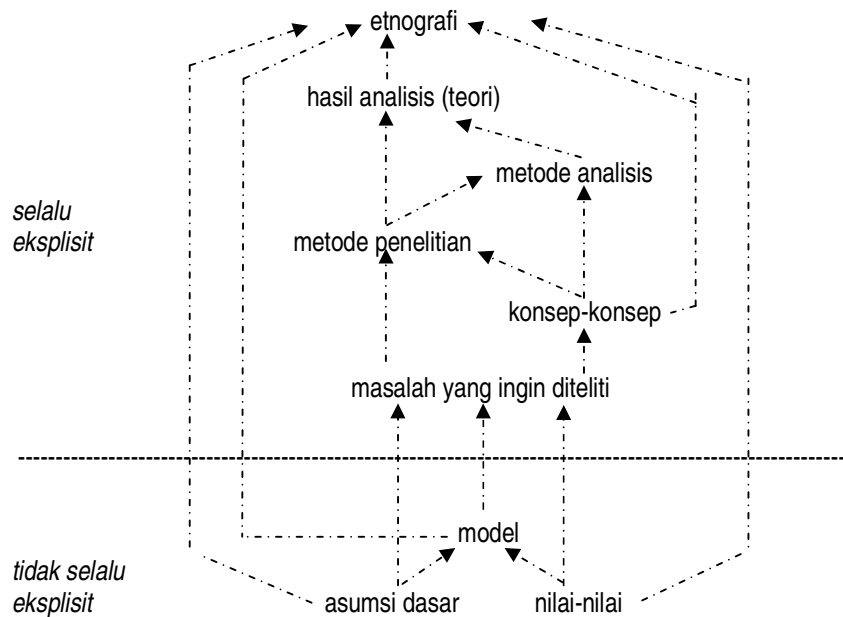 etnografi
hasil analisis (teori)
metode analisis
selalu
eksplisit
metode penelitian
konsep-konsep
masalah yang ingin diteliti
model
tidak selalu
eksplisit
asumsi dasar
nilai-nilai